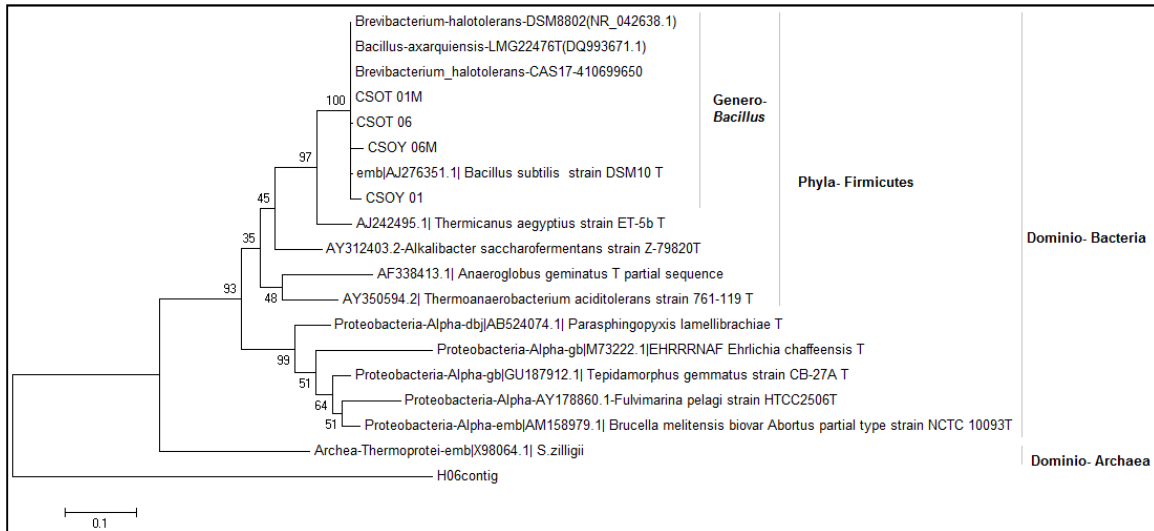 Brevibacterium-halotolerans-DSM8802(NR_042638.1)
Bacillus-axarquiensis-LMG22476T(DQ993671.1)
Brevibacterium_halotolerans-CAS17-410699650
CSOT 01M
CSOT 06
CSOY 06M
emb|AJ276351.1| Bacillus subtilis strain DSM10 T
CSOY 01
AJ242495.1| Thermicanus aegyptius strain ET-5b T
AY312403.2-Alkalibacter saccharofermentans strain Z-79820T
AF338413.1| Anaeroglobus geminatus T partial sequence
AY350594.2| Thermoanaerobacterium aciditolerans strain 761-119 T
Proteobacteria-Alpha-dbj|AB524074.1| Parasphingopyxis lamellibrachiae T
Proteobacteria-Alpha-gb|M73222.1|EHRRRNAF Ehrlichia chaffeensis T
Proteobacteria-Alpha-gb|GU187912.1| Tepidamorphus gemmatus strain CB-27A T
Proteobacteria-Alpha-AY178860.1-Fulvimarina pelagi strain HTCC2506T
Proteobacteria-Alpha-emb|AM158979.1| Brucella melitensis biovar Abortus partial type strain NCTC 10093T
Archea-Thermoprotei-emb|X98064.1| S.zilligii
H06contig
100
97
45
35
93
48
99
51
64
51
0.1
Genero-
Bacillus
Phyla- Firmicutes
Dominio- Bacteria
Dominio- Archaea